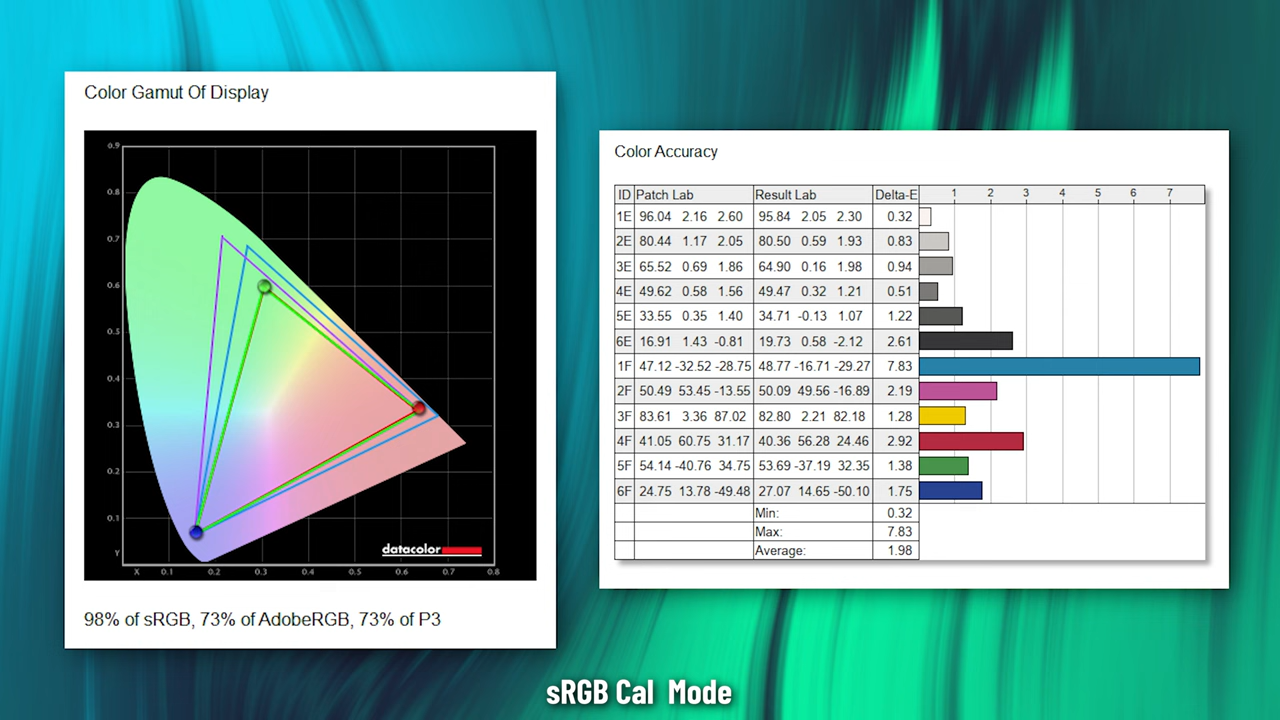 Color Gamut Of Display
0.9
0.8
0.7
0.6
0.5
0.4
0.3
0.2
0.1
Y
X 0.1 0.2 0.3 0.4 0.5 0.6 0.7 0.8
datacolor
98% of sRGB, 73% of AdobeRGB, 73% of P3
Color Accuracy
ID Patch Lab Result Lab Delta-E 1 2 3 4 5 6 7
1E 96.04 2.16 2.60 95.84 2.05 2.30 0.32
2E 80.44 1.17 2.05 80.50 0.59 1.93 0.83
3E 65.52 0.69 1.86 64.90 0.16 1.98 0.94
4E 49.62 0.58 1.56 49.47 0.32 1.21 0.51
5E 33.55 0.35 1.40 34.71 -0.13 1.07 1.22
6E 16.91 1.43 -0.81 19.73 0.58 -2.12 2.61
1F 47.12 -32.52 -28.75 48.77 -16.71 -29.27 7.83
2F 50.49 53.45 -13.55 50.09 49.56 -16.89 2.19
3F 83.61 3.36 87.02 82.80 2.21 82.18 1.28
4F 41.05 60.75 31.17 40.36 56.28 24.46 2.92
5F 54.14 -40.76 34.75 53.69 -37.19 32.35 1.38
6F 24.75 13.78 -49.48 27.07 14.65 -50.10 1.75
Min: 0.32
Max: 7.83
Average: 1.98
sRGB Cal Mode